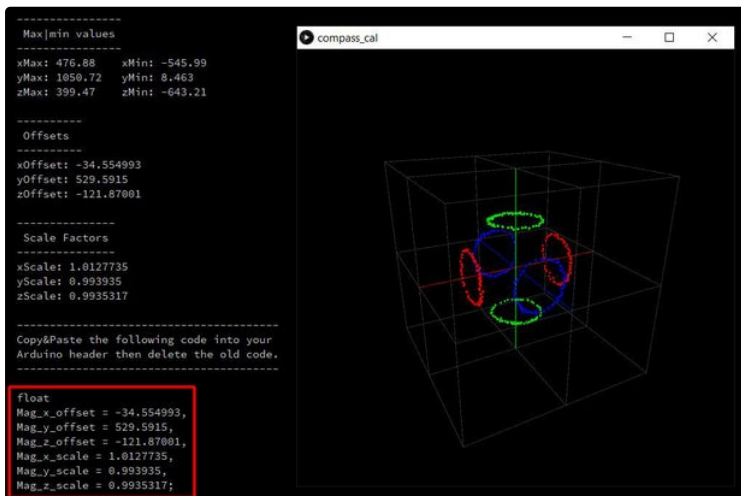 ----------------
Max|min values
----------------
xMax: 476.88 xMin: -545.99
yMax: 1050.72 yMin: 8.463
zMax: 399.47 zMin: -643.21
----------
Offsets
----------
xOffset: -34.554993
yOffset: 529.5915
zOffset: -121.87001
---------------
Scale Factors
---------------
xScale: 1.0127735
yScale: 0.993935
zScale: 0.9935317
----------------------------------------
Copy&Paste the following code into your
Arduino header then delete the old code.
----------------------------------------
float
Mag_x_offset = -34.554993,
Mag_y_offset = 529.5915,
Mag_z_offset = -121.87001,
Mag_x_scale = 1.0127735,
Mag_y_scale = 0.993935,
Mag_z_scale = 0.9935317;
compass_cal